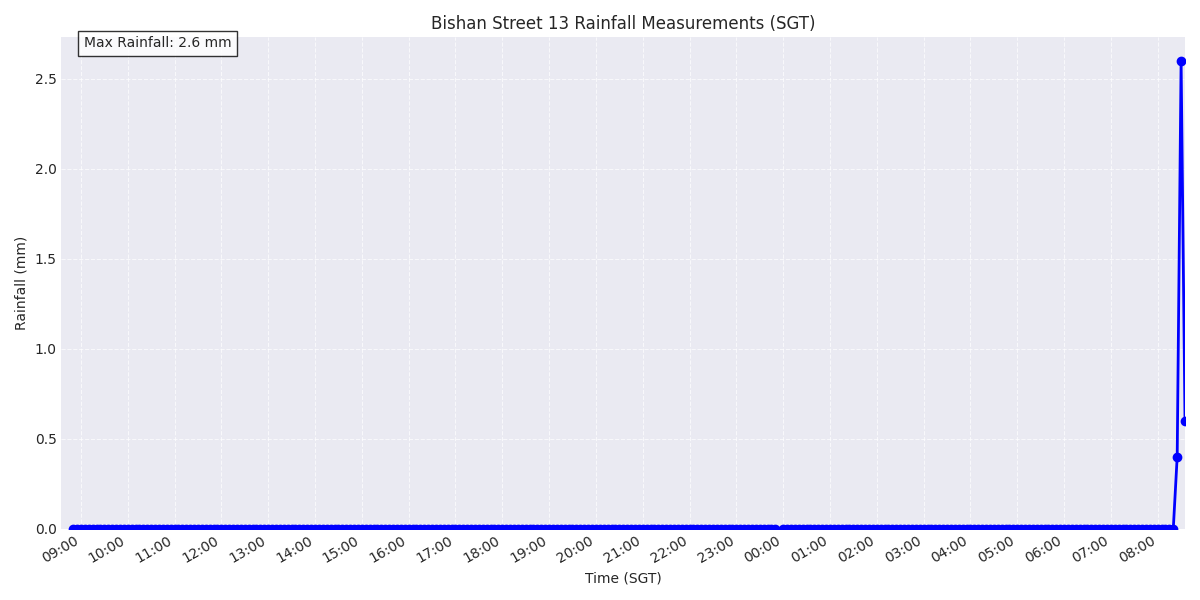 Bishan Street 13 Rainfall Measurements (SGT)
Max Rainfall: 2.6 mm
2.5
2.0
1.5
1.0
0.5
0.0
Rainfall (mm)
09:00 10:00 11:00 12:00 13:00 14:00 15:00 16:00 17:00 18:00 19:00 20:00 21:00 22:00 23:00 00:00 01:00 02:00 03:00 04:00 05:00 06:00 07:00 08:00
Time (SGT)